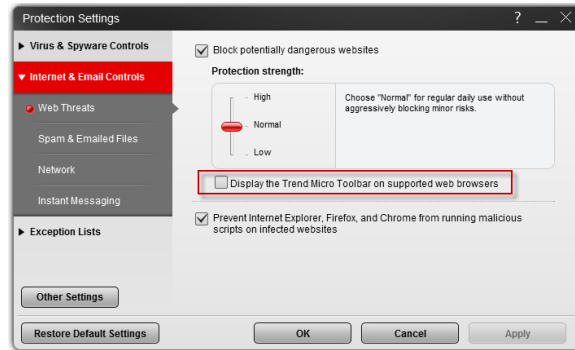 Protection Settings
? _ X
Virus & Spyware Controls
Internet & Email Controls
Web Threats
Spam & Emailed Files
Network
Instant Messaging
Exception Lists
Other Settings
Block potentially dangerous websites
Protection strength:
High
Normal
Low
Choose "Normal" for regular daily use without
aggressively blocking minor risks.
Display the Trend Micro Toolbar on supported web browsers
Prevent Internet Explorer, Firefox, and Chrome from running malicious
scripts on infected websites
Restore Default Settings
OK
Cancel
Apply